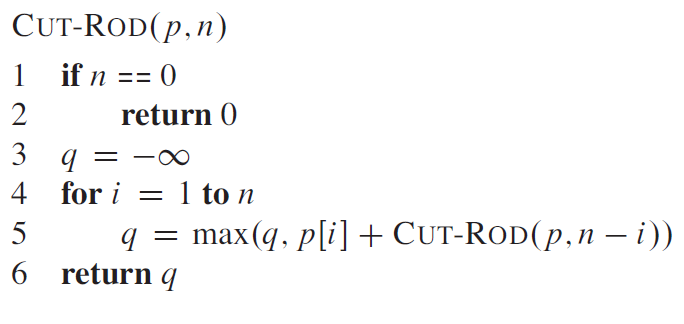 CUT-ROD(p, n)
1 if n == 0
2 return 0
3 q = −∞
4 for i = 1 to n
5 q = max(q, p[i] + CUT-ROD(p, n − i))
6 return q